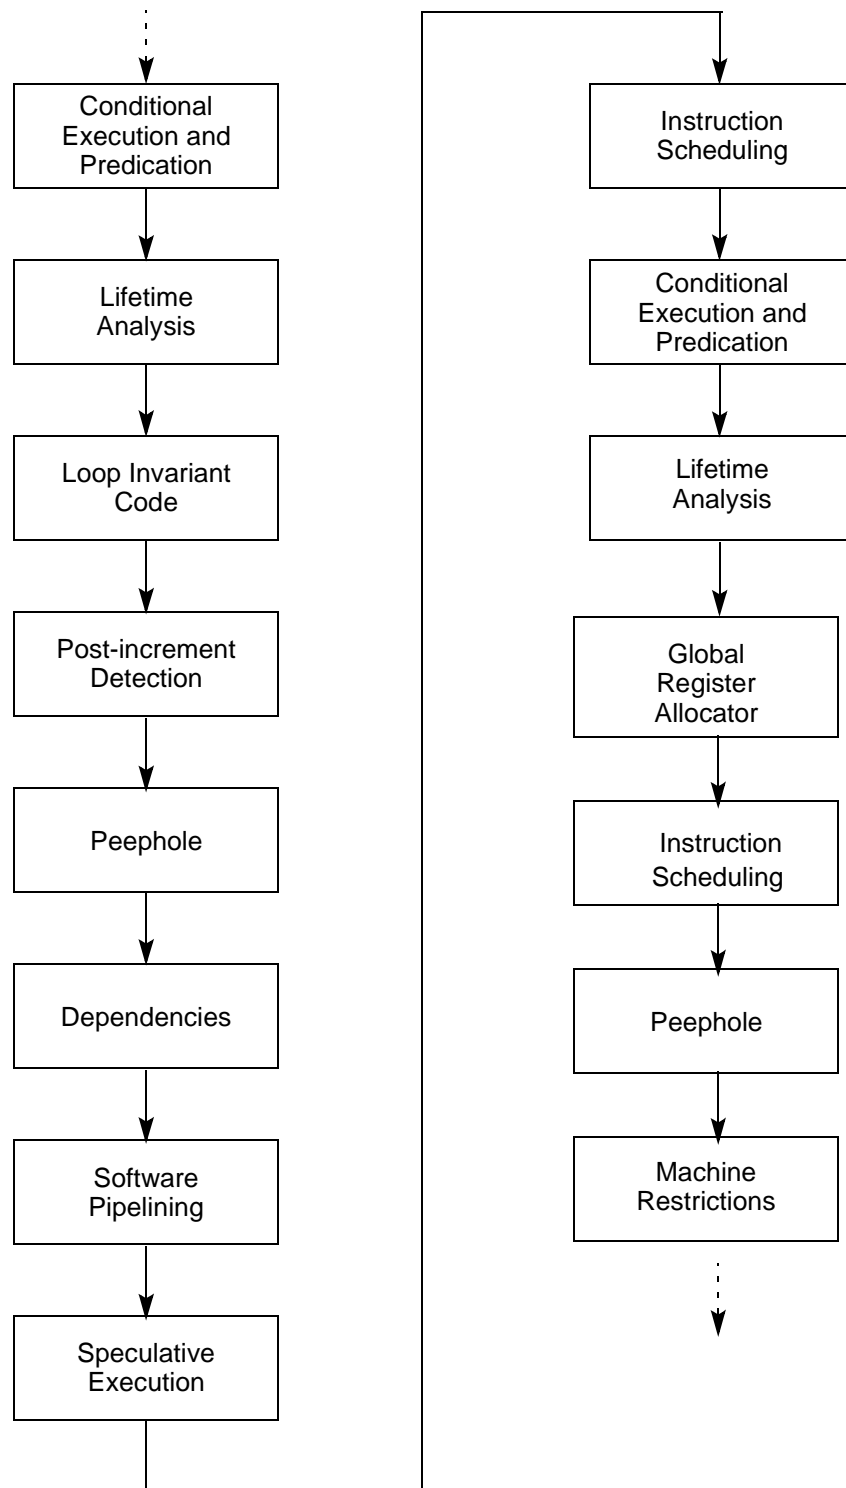 Conditional
Execution and
Predication
Lifetime
Analysis
Loop Invariant
Code
Post-increment
Detection
Peephole
Dependencies
Software
Pipelining
Speculative
Execution
Instruction
Scheduling
Conditional
Execution and
Predication
Lifetime
Analysis
Global
Register
Allocator
Instruction
Scheduling
Peephole
Machine
Restrictions